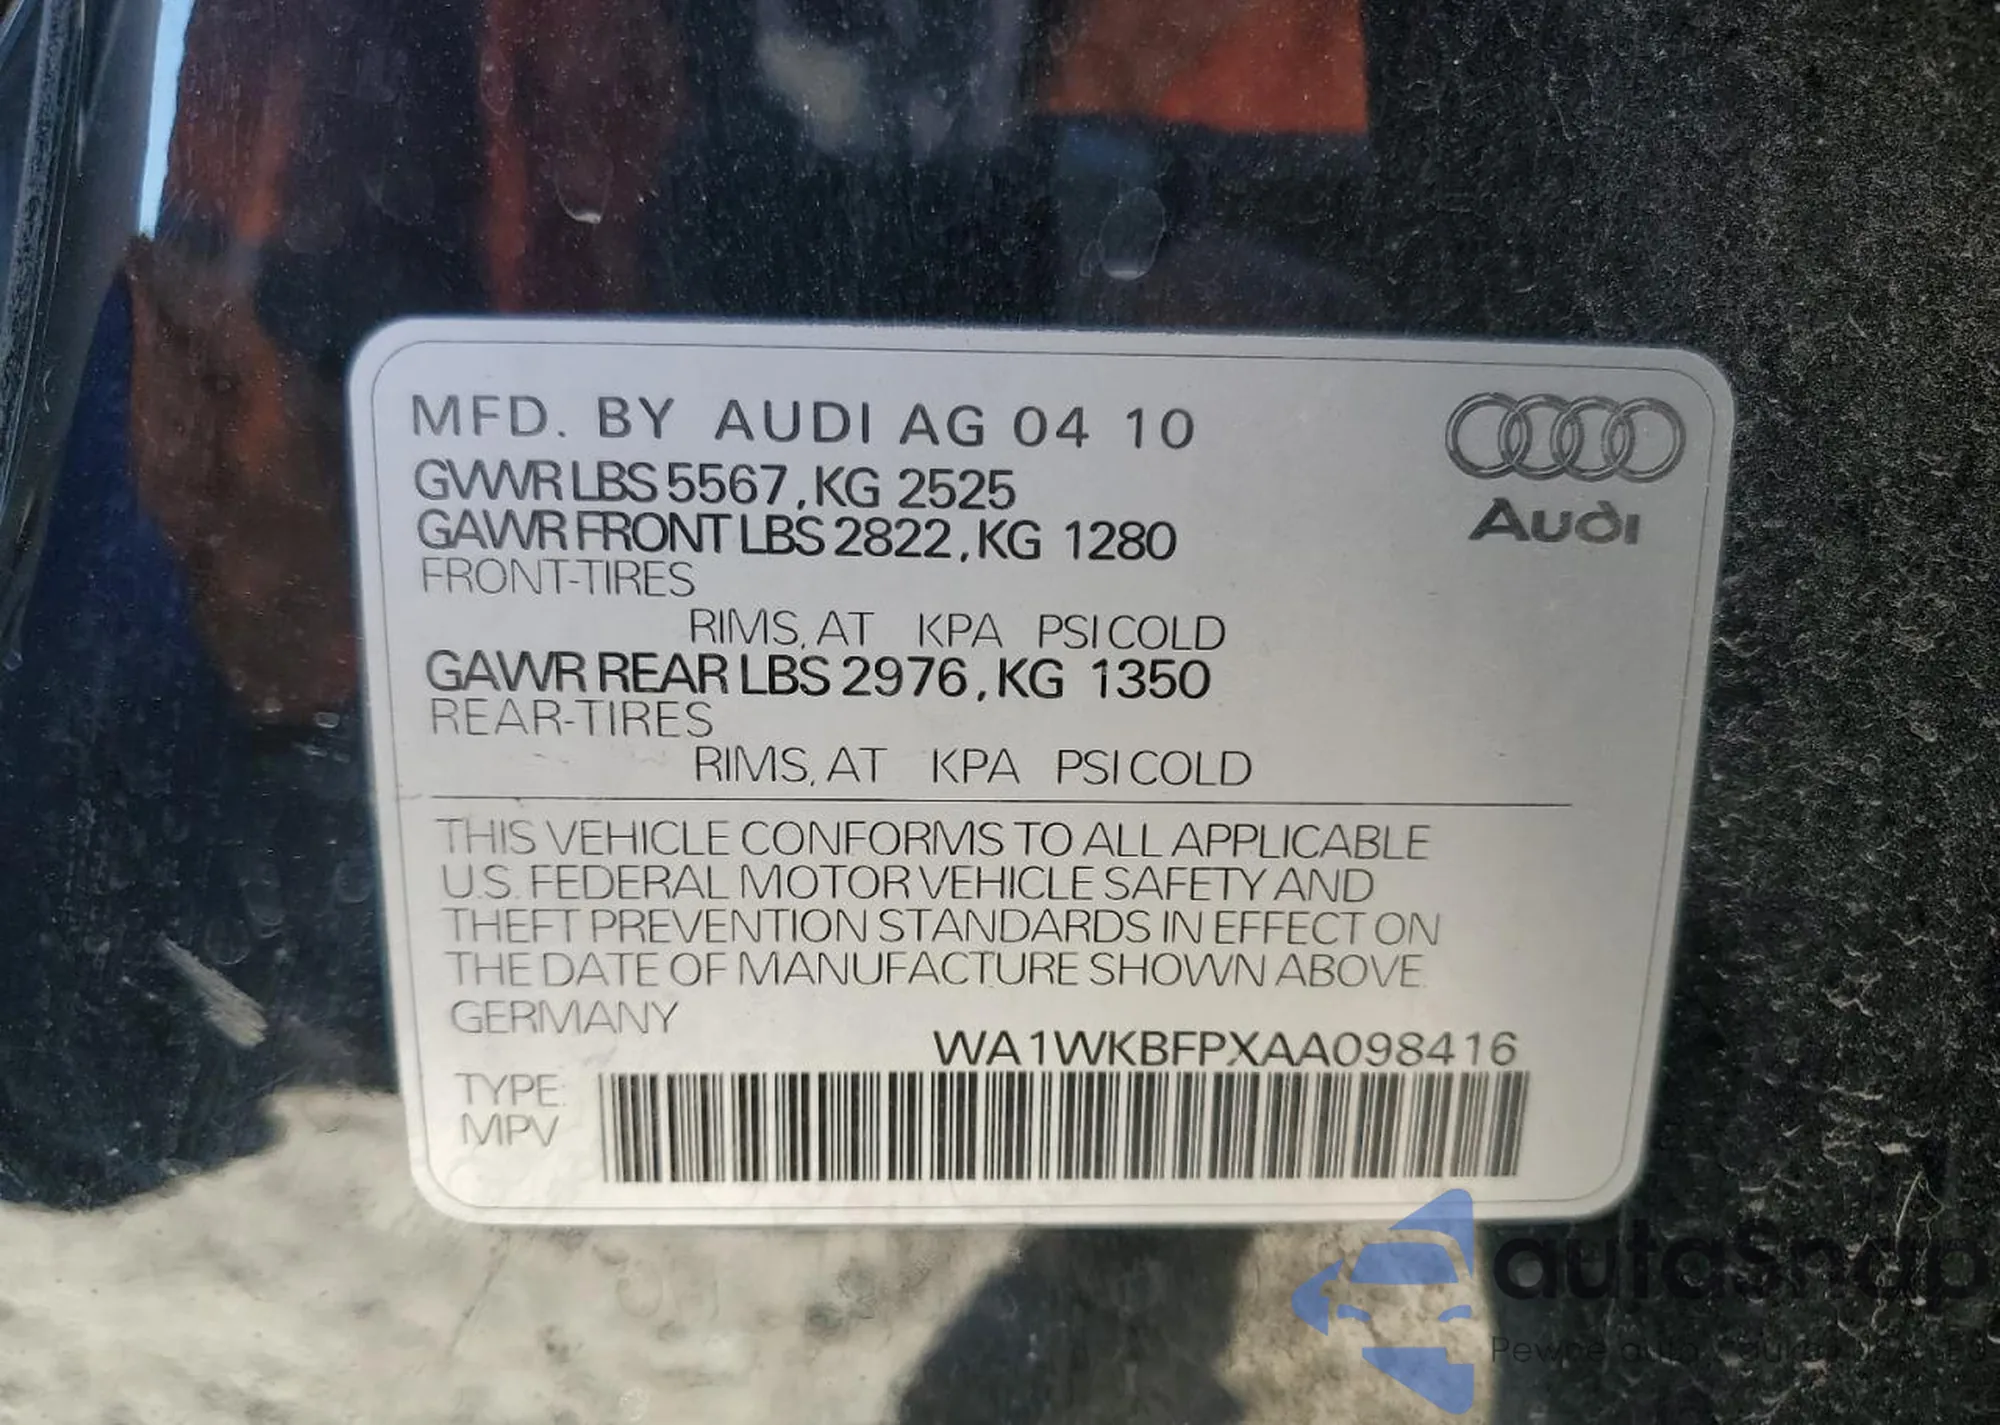 MFD. BY AUDI AG 04 10
GVWR LBS 5567, KG 2525
GAWR FRONT LBS 2822, KG 1280
FRONT-TIRES
RIMS, AT KPA PSI COLD
GAWR REAR LBS 2976, KG 1350
REAR-TIRES
RIMS, AT KPA PSI COLD
Audi
THIS VEHICLE CONFORMS TO ALL APPLICABLE
U.S. FEDERAL MOTOR VEHICLE SAFETY AND
THEFT PREVENTION STANDARDS IN EFFECT ON
THE DATE OF MANUFACTURE SHOWN ABOVE.
GERMANY
WA1WKBFPXAA098416
TYPE:
MPV
autasnap
Pewne auta